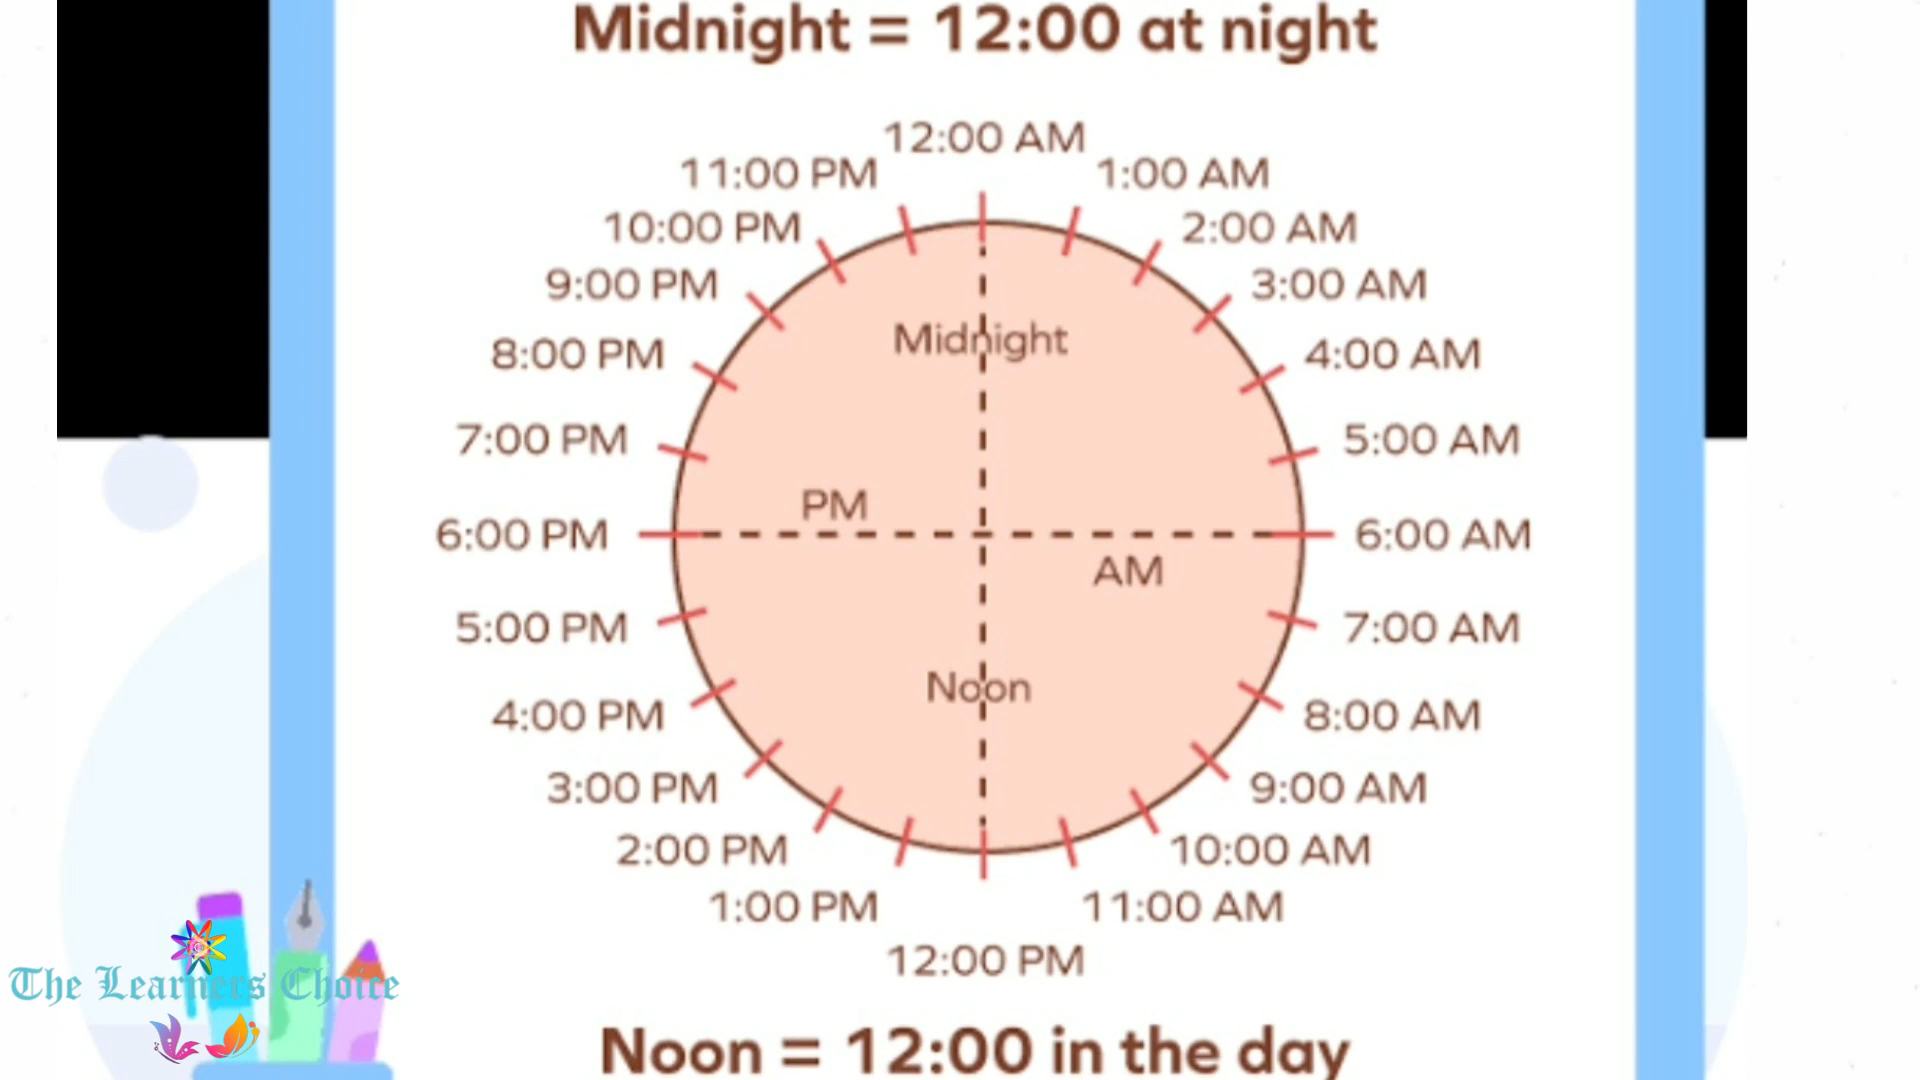 Midnight = 12:00 at night
12:00 AM
11:00 PM
1:00 AM
10:00 PM
2:00 AM
9:00 PM
3:00 AM
Midnight
8:00 PM
4:00 AM
7:00 PM
5:00 AM
PM
6:00 PM
6:00 AM
AM
5:00 PM
7:00 AM
Noon
4:00 PM
8:00 AM
3:00 PM
9:00 AM
2:00 PM
10:00 AM
1:00 PM
11:00 AM
12:00 PM
The Learners Choice
Noon = 12:00 in the day